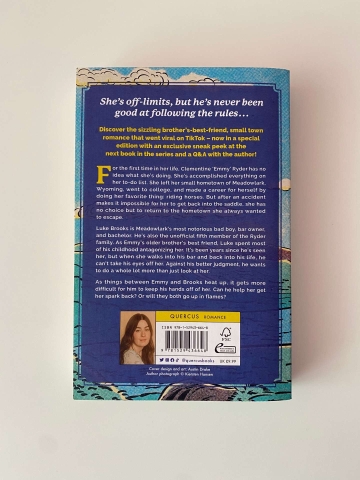 She's off-limits, but he's never been
good at following the rules...
Discover the sizzling brother's-best-friend, small town
romance that went viral on TikTok – now in a special
edition with an exclusive sneak peek at the
next book in the series and a Q&A with the author!
For the first time in her life, Clementine 'Emmy' Ryder has no
idea what she's doing. She's accomplished everything on
her to-do list. She left her small hometown of Meadowlark,
Wyoming, went to college, and made a career for herself by
doing her favorite thing: riding horses. But after an accident
makes it impossible for her to get back into the saddle, she has
no choice but to return to the hometown she always wanted
to escape.
Luke Brooks is Meadowlark's most notorious bad boy, bar owner,
and bachelor. He's also the unofficial fifth member of the Ryder
family. As Emmy's older brother's best friend, Luke spent most
of his childhood antagonizing her. It's been years since he's seen
her, but when she walks into his bar and back into his life, he
can't take his eyes off her. Against his better judgment, he wants
to do a whole lot more than just look at her.
As things between Emmy and Brooks heat up, it gets more
difficult for him to keep his hands off of her. Can he help her get
her spark back? Or will they both go up in flames?
QUERCUS ROMANCE
FSC
@quercusbooks
UK £9.99
Cover design and art: Austin Drake